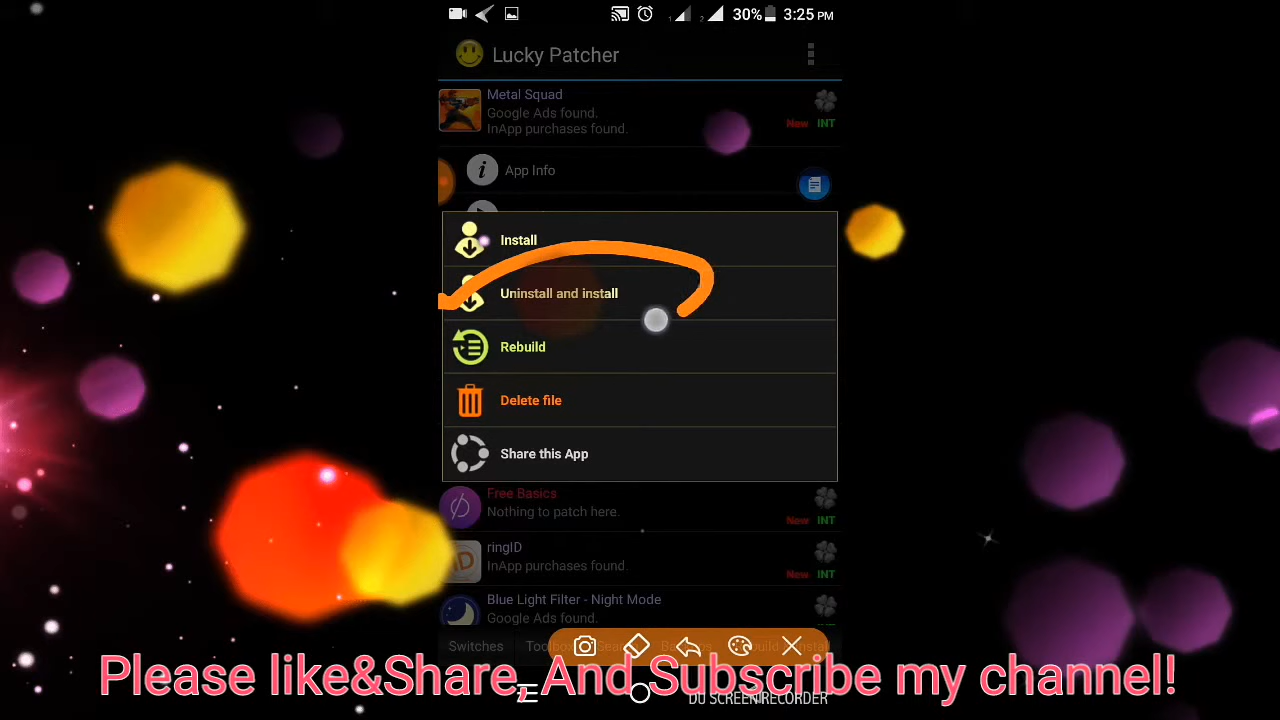 30% 3:25 PM
Lucky Patcher
Metal Squad
Google Ads found.
InApp purchases found.
New INT
App Info
Install
Uninstall and install
Rebuild
Delete file
Share this App
Free Basics
Nothing to patch here.
New INT
ringID
InApp purchases found.
New INT
Blue Light Filter - Night Mode
Google Ads found.
Switches
Please like&Share, And Subscribe my channel!
DU SCREEN RECORDER